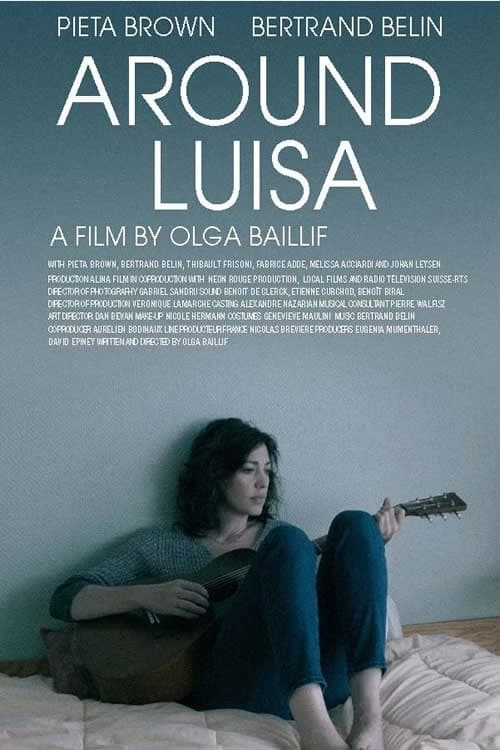 PIETA BROWN BERTRAND BELIN
AROUND
LUISA
A FILM BY OLGA BAILLIF
WITH PIETA BROWN, BERTRAND BELIN, THIBAULT FRISONI, FABRICE ADDE, MELISSA ACCIARDI AND JOHAN LEYSEN
PRODUCTION ALINA FILM IN COPRODUCTION WITH NEON ROUGE PRODUCTION, LOCAL FILMS AND RADIO TÉLÉVISION SUISSE-RTS
DIRECTOR OF PHOTOGRAPHY GABRIEL SANDRU SOUND BENOIT DE CLERCK, ETIENNE CURCHOD, BENOÎT BIRAL
DIRECTOR OF PRODUCTION VERONIQUE LAMARCHE CASTING ALEXANDRE NAZARIAN MUSICAL CONSULTANT PIERRE WALFISZ
ART DIRECTOR DAN BEVAN MAKE-UP NICOLE HERMANN COSTUMES GENEVIEVE MAULINI MUSIC BERTRAND BELIN
COPRODUCER AURELIEN BODINAUX LINE PRODUCTEUR FRANCE NICOLAS BREVIERE PRODUCERS EUGENIA MUMENTHALER,
DAVID EPINEY WRITTEN AND DIRECTED BY OLGA BAILLIF